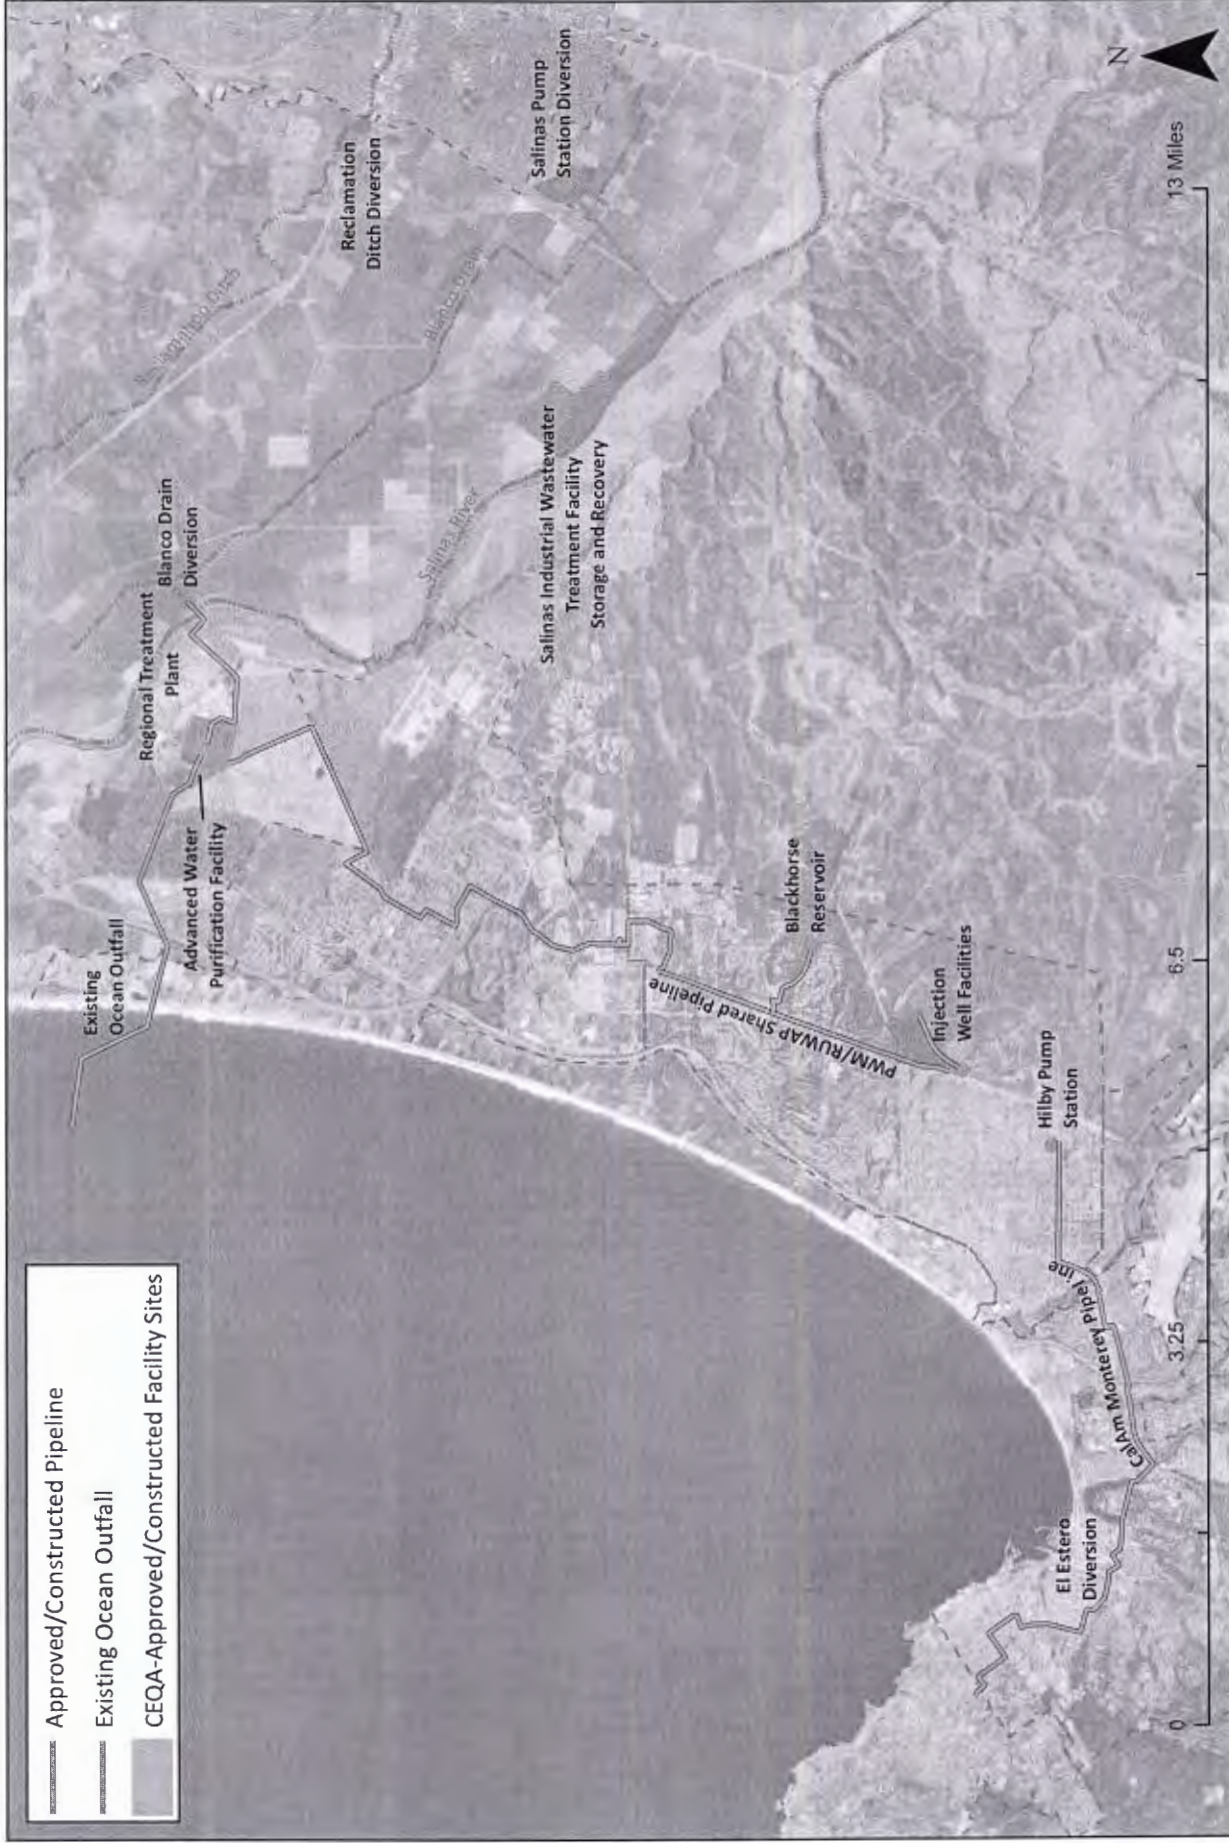 Approved/Constructed Pipeline
Existing Ocean Outfall
CEQA-Approved/Constructed Facility Sites
Existing
Ocean Outfall
Advanced Water
Purification Facility
Regional Treatment
Plant
Blanco Drain
Diversion
Reclamation Ditch
Reclamation
Ditch Diversion
Blanco Drain
Salinas Pump
Station Diversion
Salinas River
Salinas Industrial Wastewater
Treatment Facility
Storage and Recovery
PWM/RUWAP Shared Pipeline
Blackhorse
Reservoir
Injection
Well Facilities
Hilby Pump
Station
CalAm Monterey Pipeline
El Estero
Diversion
N
0
3.25
6.5
13 Miles